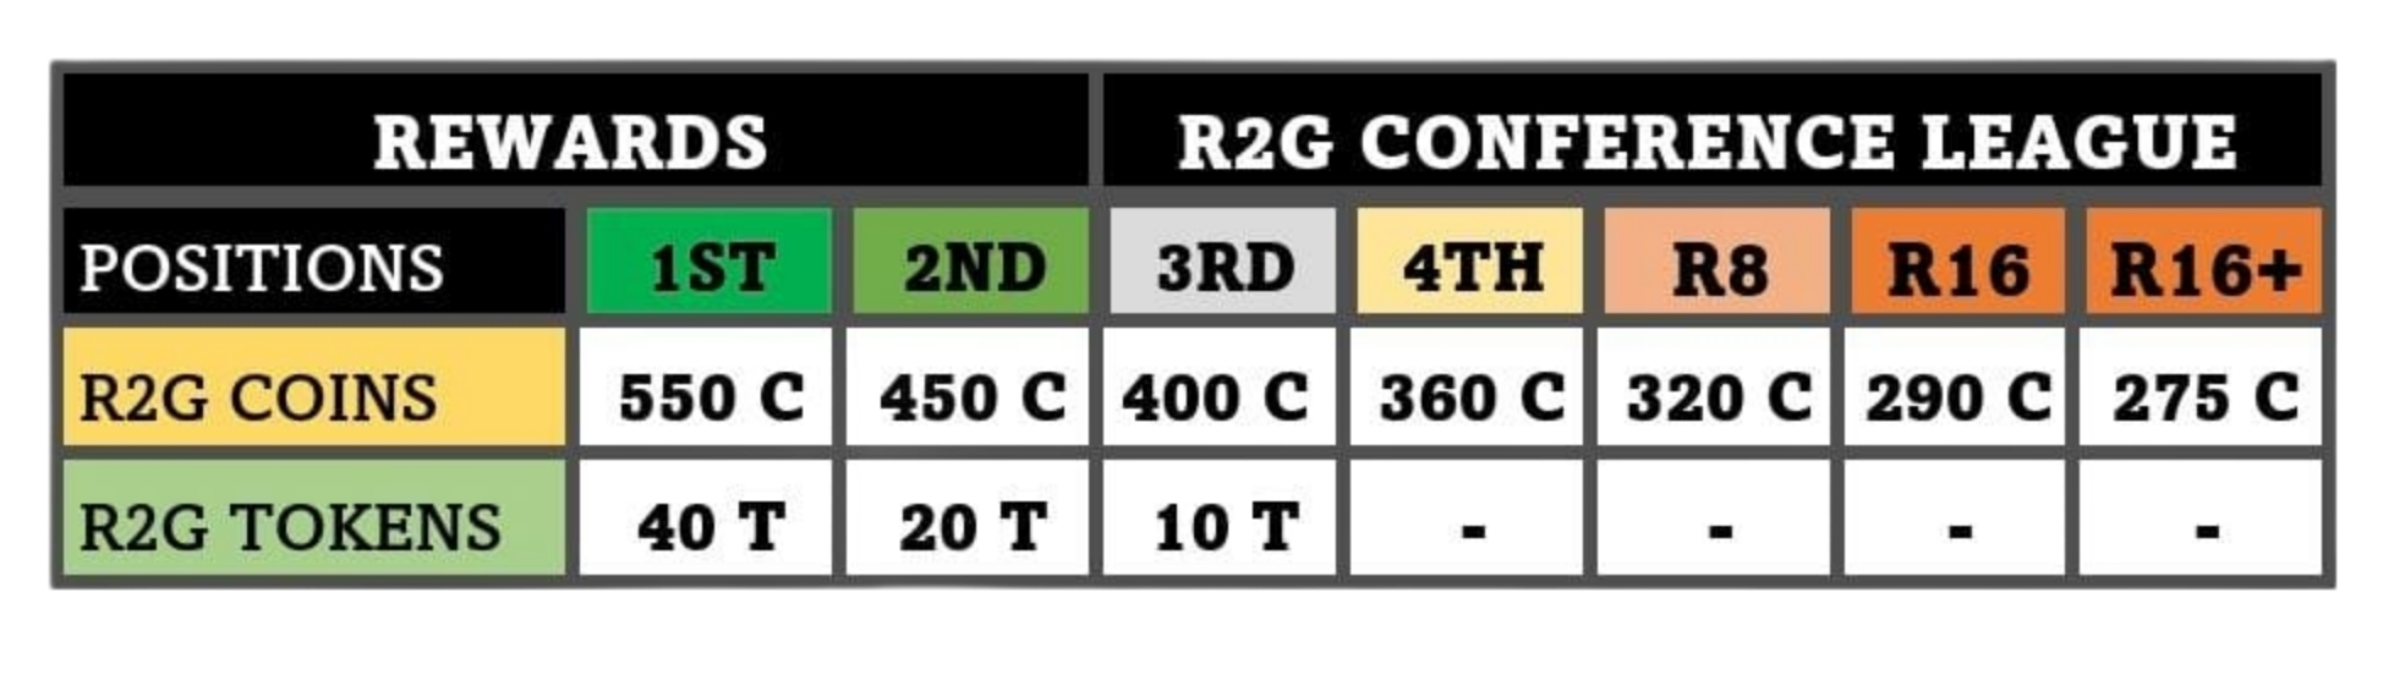 REWARDS R2G CONFERENCE LEAGUE
POSITIONS 1ST 2ND 3RD 4TH R8 R16 R16+
R2G COINS 550 C 450 C 400 C 360 C 320 C 290 C 275 C
R2G TOKENS 40 T 20 T 10 T - - - -